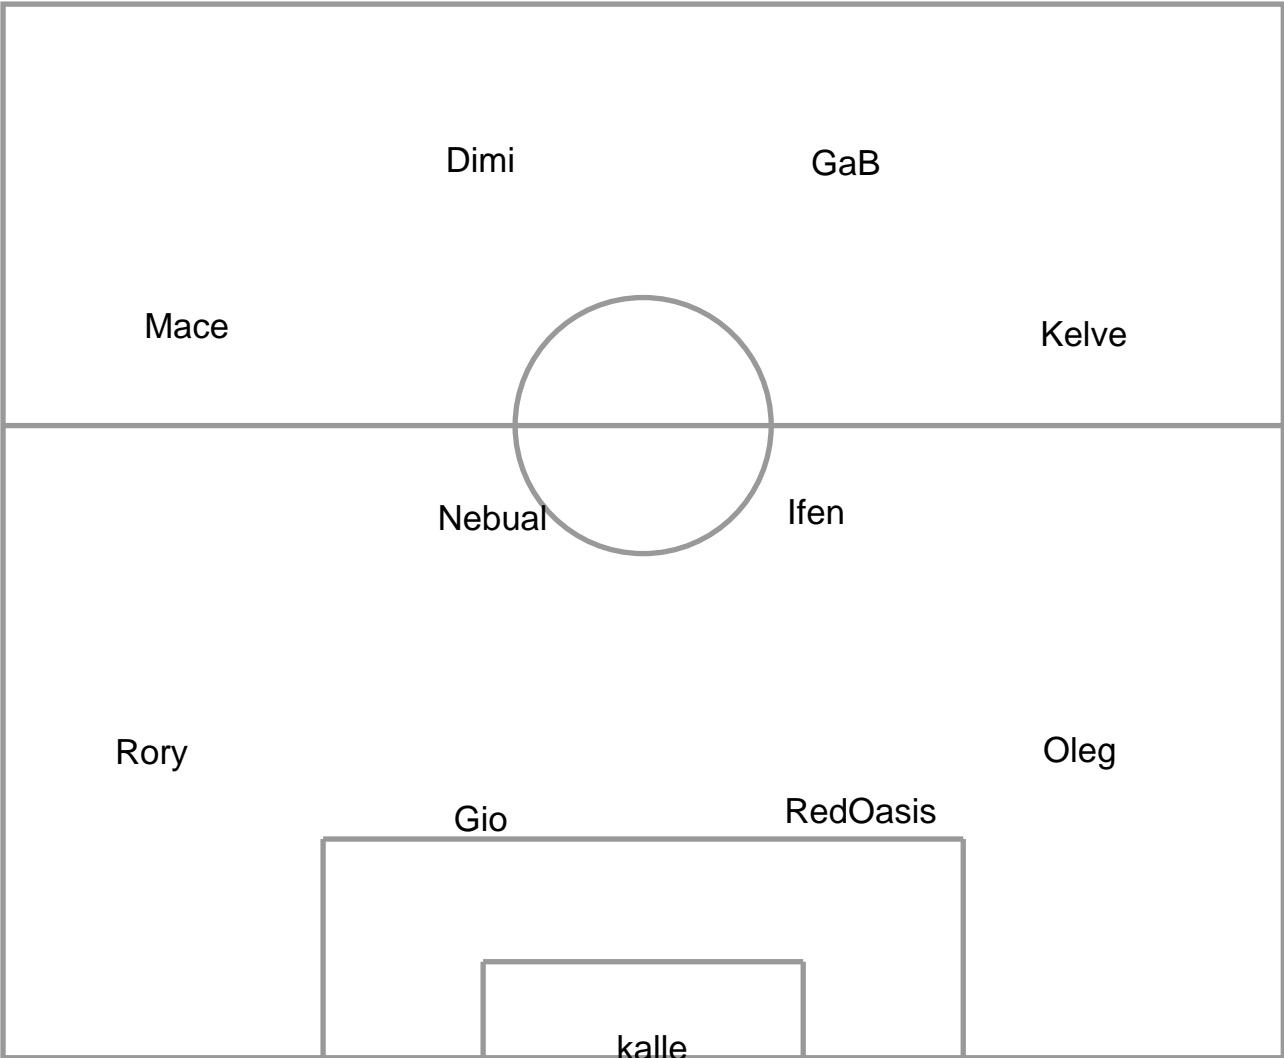 Dimi
GaB
Mace
Kelve
Nebual
Ifen
Rory
Oleg
Gio
RedOasis
kalle